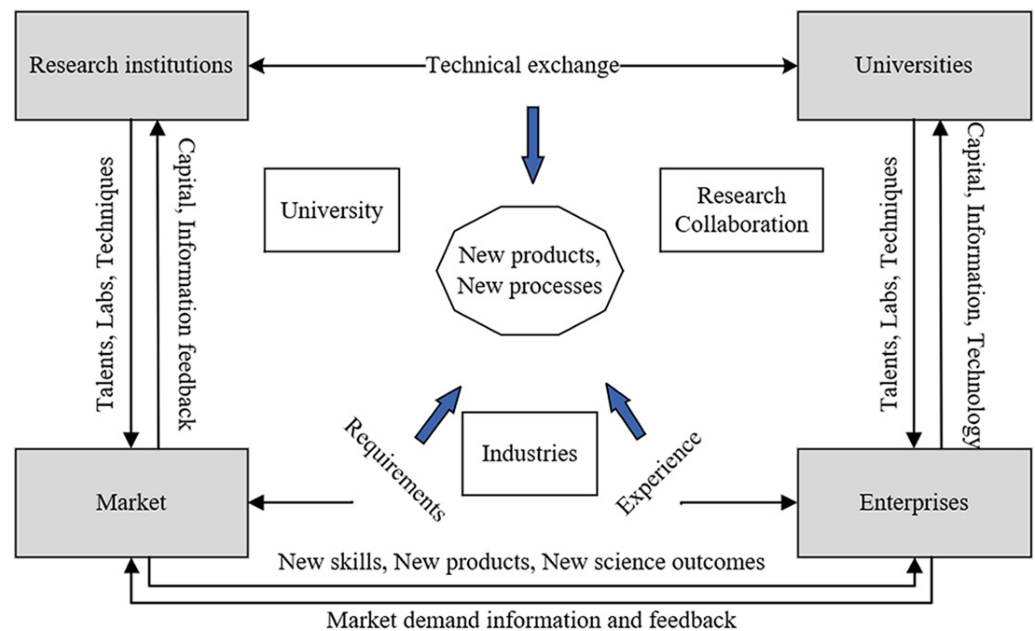 Research institutions
Technical exchange
Universities
Talents, Labs, Techniques
Capital, Information feedback
University
New products,
New processes
Research
Collaboration
Talents, Labs, Techniques
Capital, Information, Technology
Market
Requirements
Industries
Experience
Enterprises
New skills, New products, New science outcomes
Market demand information and feedback